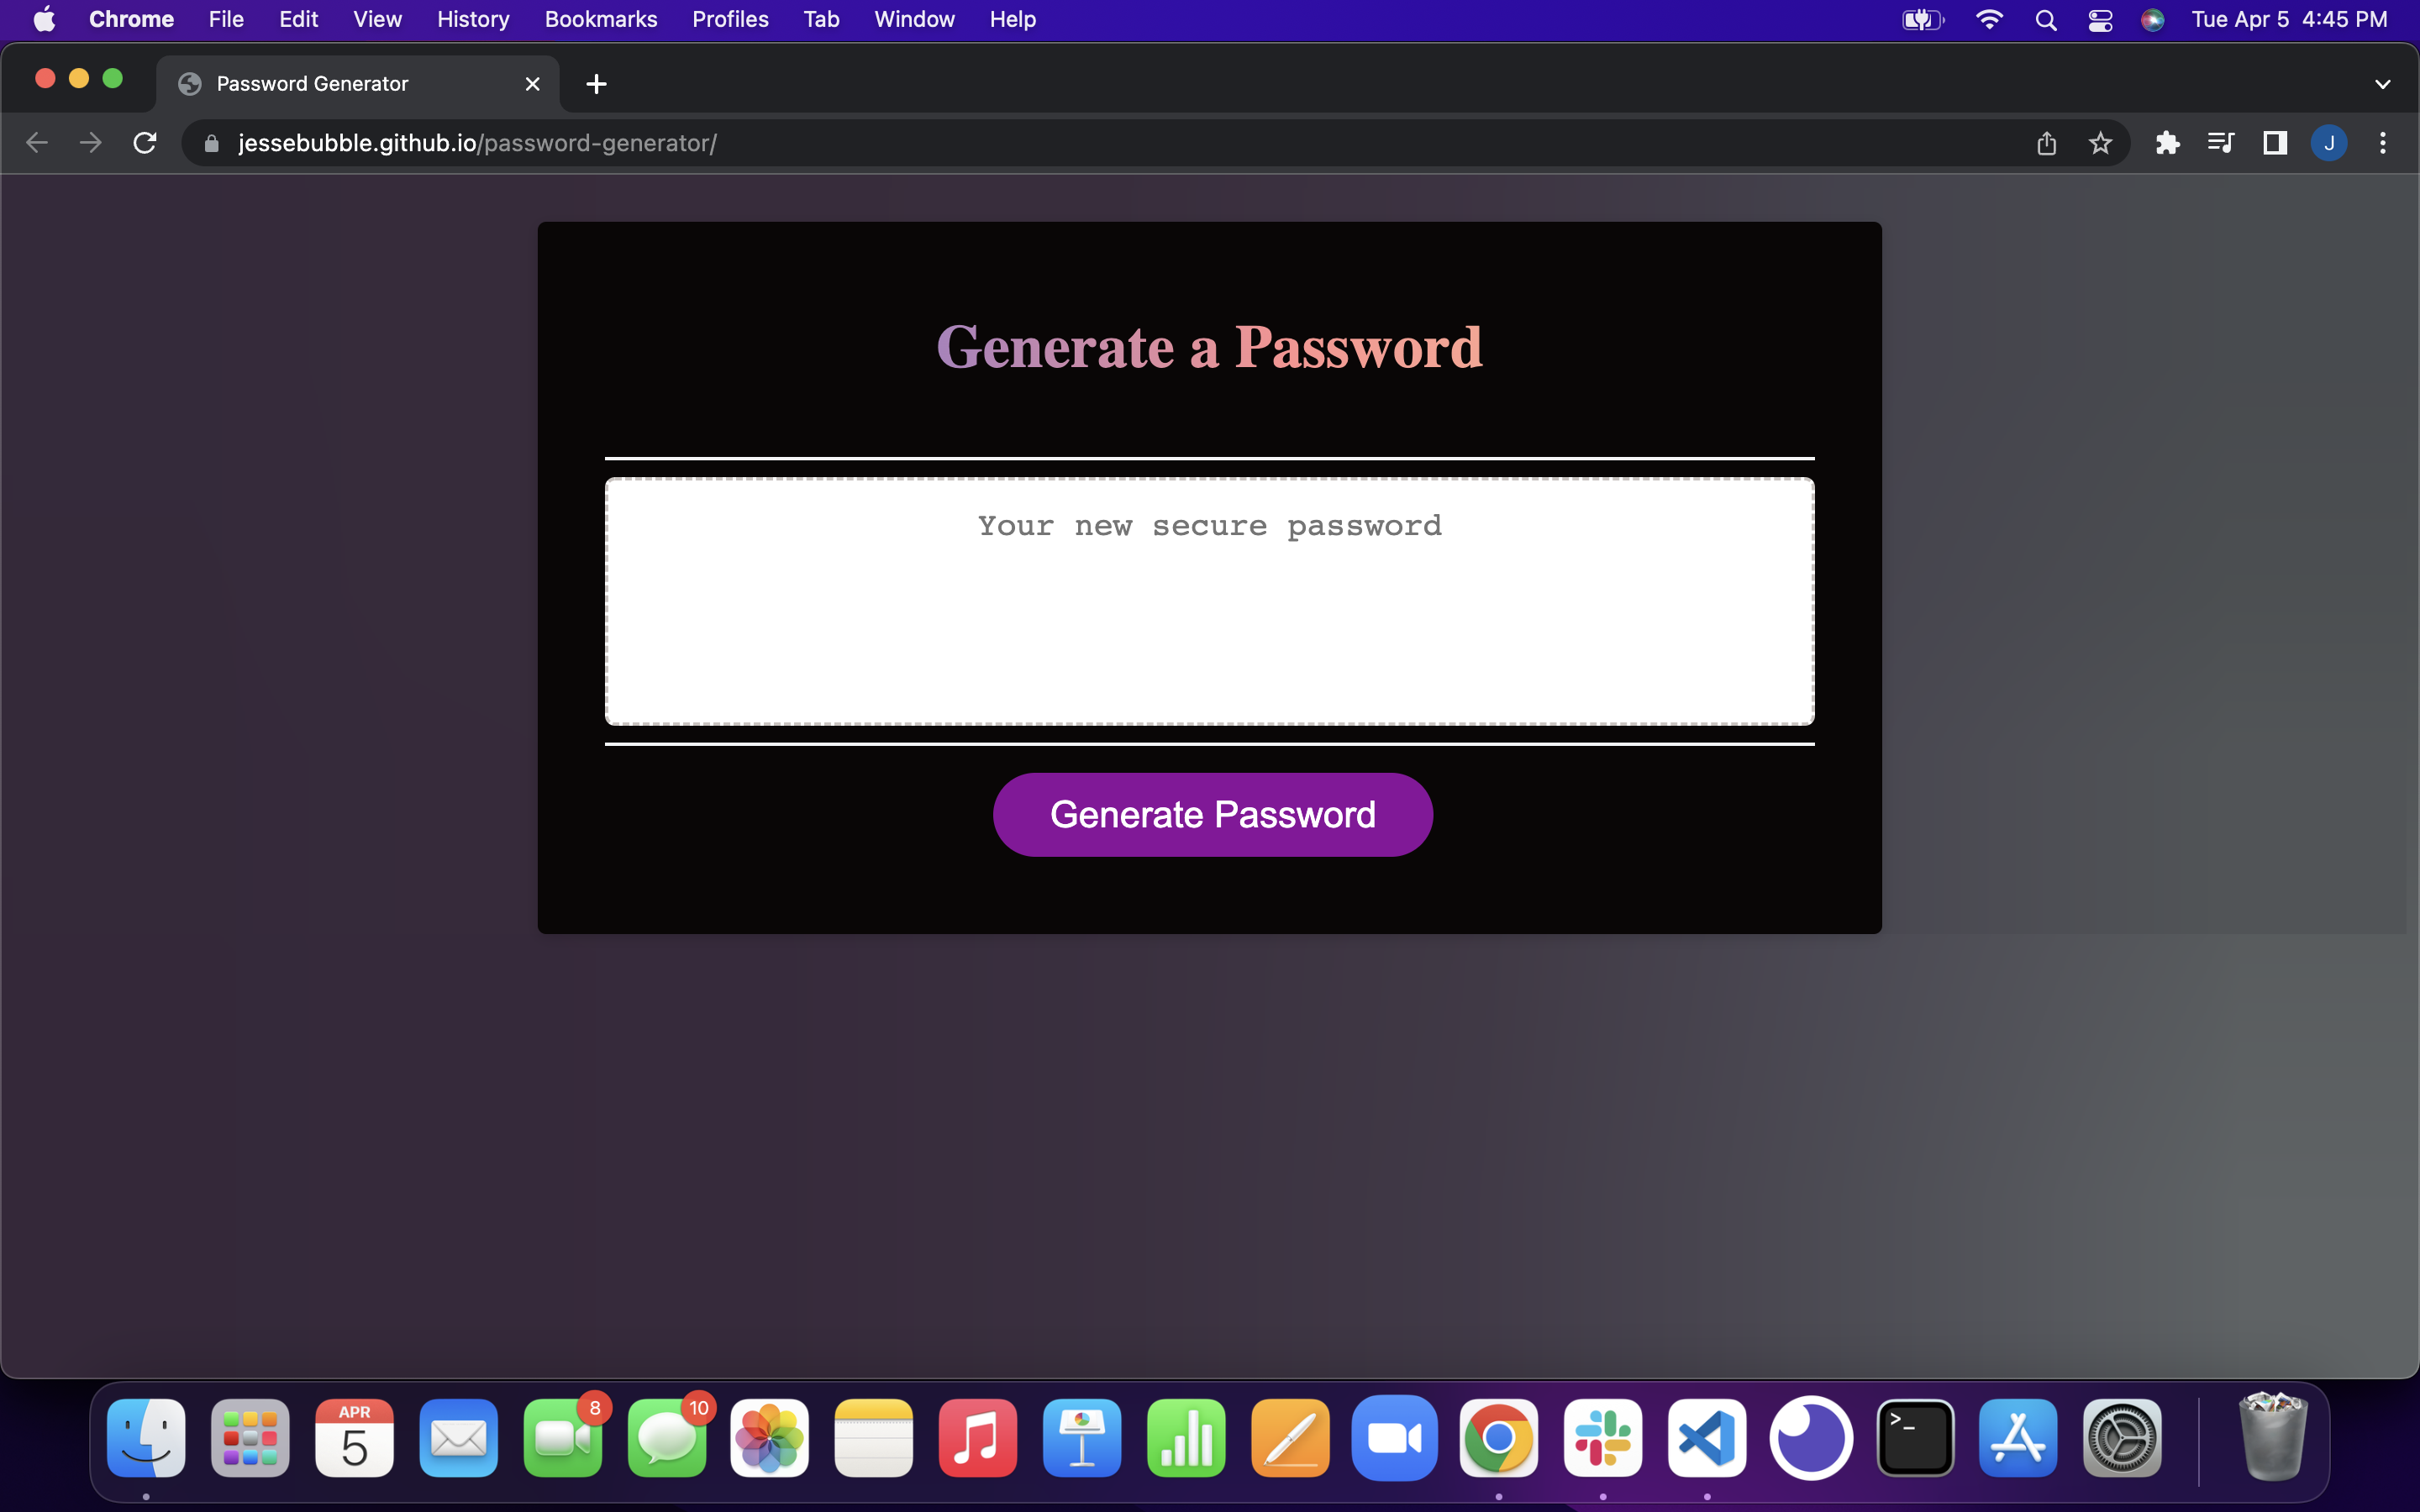 Chrome File Edit View History Bookmarks Profiles Tab Window Help Tue Apr 5 4:45 PM
Password Generator
jessebubble.github.io/password-generator/
J
Generate a Password
Your new secure password
Generate Password
8
10
APR
5
>_